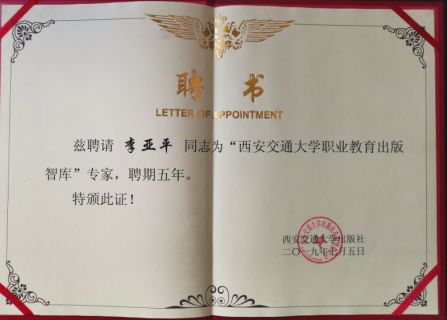 聘书
LETTER OF APPOINTMENT
兹聘请 李亚平 同志为“西安交通大学职业教育出版
智库”专家，聘期五年。
特颁此证！
西安交通大学出版社
二〇一九年七月五日